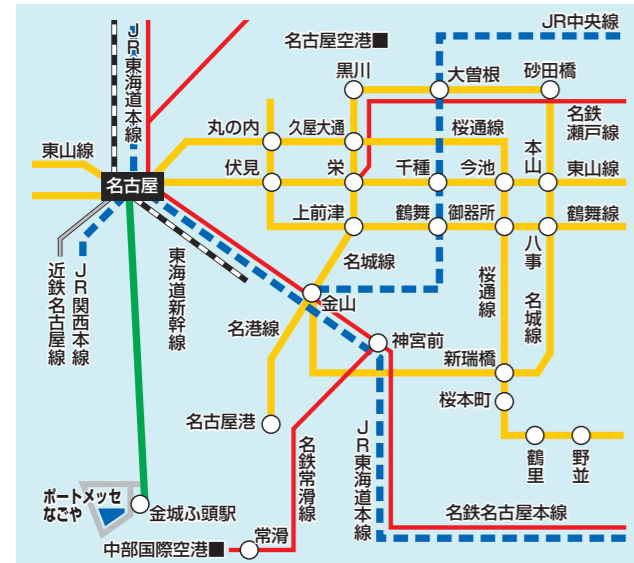 JR中央線
名古屋空港■
JR東海道本線
黒川
大曽根
砂田橋
名鉄
瀬戸線
丸の内
久屋大通
桜通線
本山
東山線
伏見
栄
千種
今池
東山線
名古屋
上前津
鶴舞
御器所
鶴舞線
八事
名城線
名城線
桜通線
近鉄名古屋線
JR関西本線
東海道新幹線
金山
名港線
神宮前
新瑞橋
桜本町
名古屋港
鶴里
野並
名鉄常滑線
JR東海道本線
ポートメッセ
なごや
金城ふ頭駅
名鉄名古屋本線
常滑
中部国際空港■